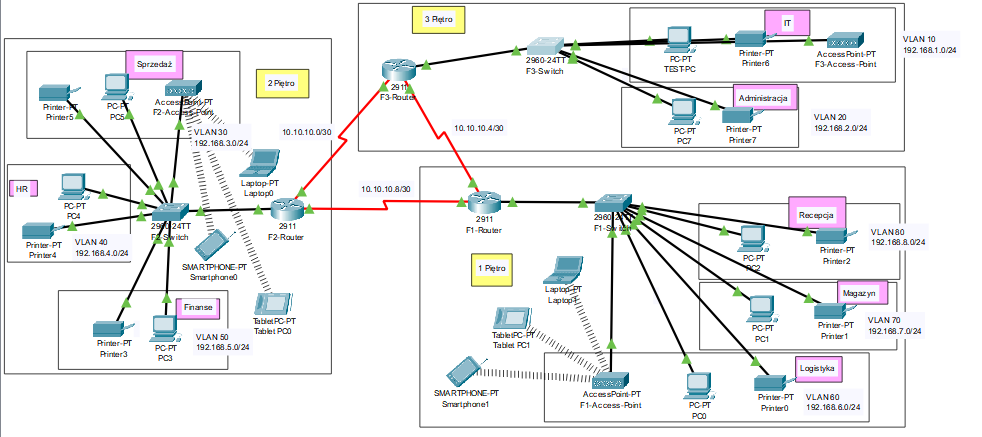 3 Piętro
IT
VLAN 10
192.168.1.0/24
PC-PT
TEST-PC
Printer-PT
Printer6
AccessPoint-PT
F3-Access-Point
2960-24TT
F3-Switch
2911
F3-Router
Administracja
VLAN 20
192.168.2.0/24
PC-PT
PC7
Printer-PT
Printer7
10.10.10.0/30
10.10.10.4/30
10.10.10.8/30
2 Piętro
Sprzedaż
Printer-PT
Printer5
PC-PT
PC5
AccessPoint-PT
F2-Access-Point
VLAN 30
192.168.3.0/24
Laptop-PT
Laptop0
HR
PC-PT
PC4
Printer-PT
Printer4
VLAN 40
192.168.4.0/24
2960-24TT
F2-Switch
2911
F2-Router
SMARTPHONE-PT
Smartphone0
TabletPC-PT
Tablet PC0
Finanse
Printer-PT
Printer3
PC-PT
PC3
VLAN 50
192.168.5.0/24
2911
F1-Router
2960-24TT
F1-Switch
1 Piętro
Recepcja
PC-PT
PC2
Printer-PT
Printer2
VLAN 80
192.168.8.0/24
Magazyn
PC-PT
PC1
Printer-PT
Printer1
VLAN 70
192.168.7.0/24
Laptop-PT
Laptop1
TabletPC-PT
Tablet PC1
SMARTPHONE-PT
Smartphone1
AccessPoint-PT
F1-Access-Point
PC-PT
PC0
Logistyka
Printer-PT
Printer0
VLAN 60
192.168.6.0/24